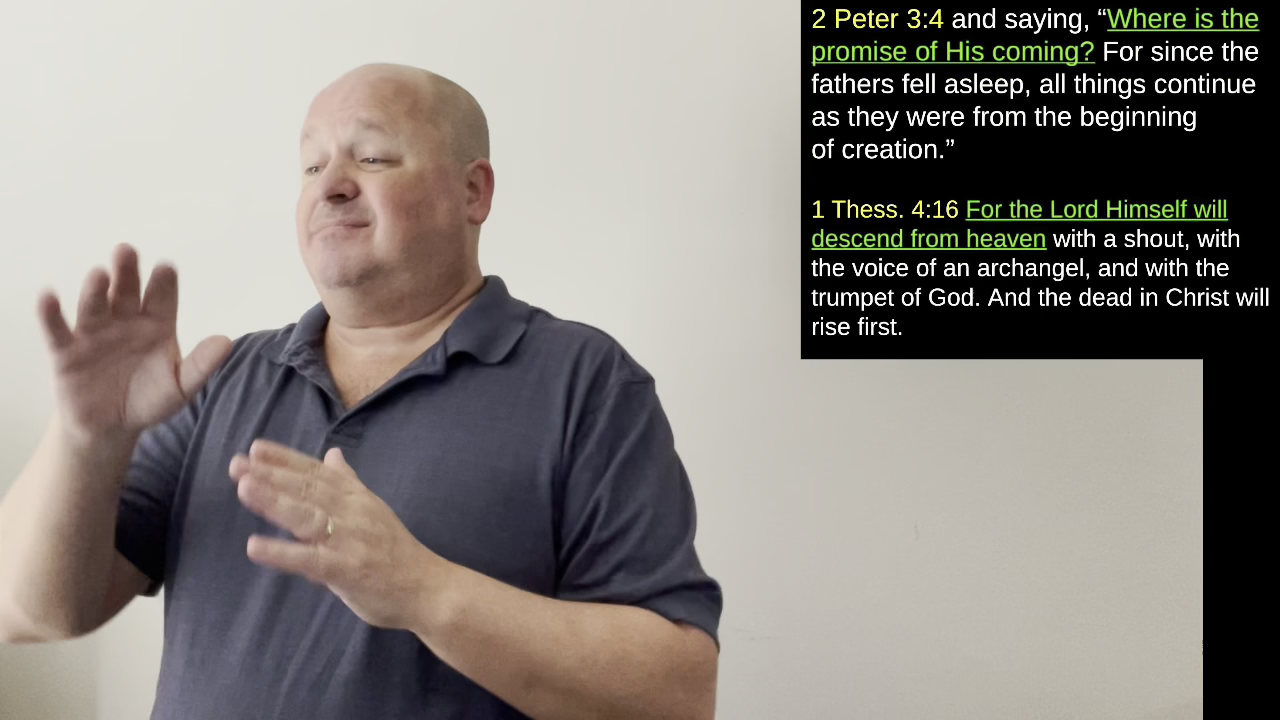 2 Peter 3:4 and saying, “Where is the
promise of His coming? For since the
fathers fell asleep, all things continue
as they were from the beginning
of creation.”
1 Thess. 4:16 For the Lord Himself will
descend from heaven with a shout, with
the voice of an archangel, and with the
trumpet of God. And the dead in Christ will
rise first.